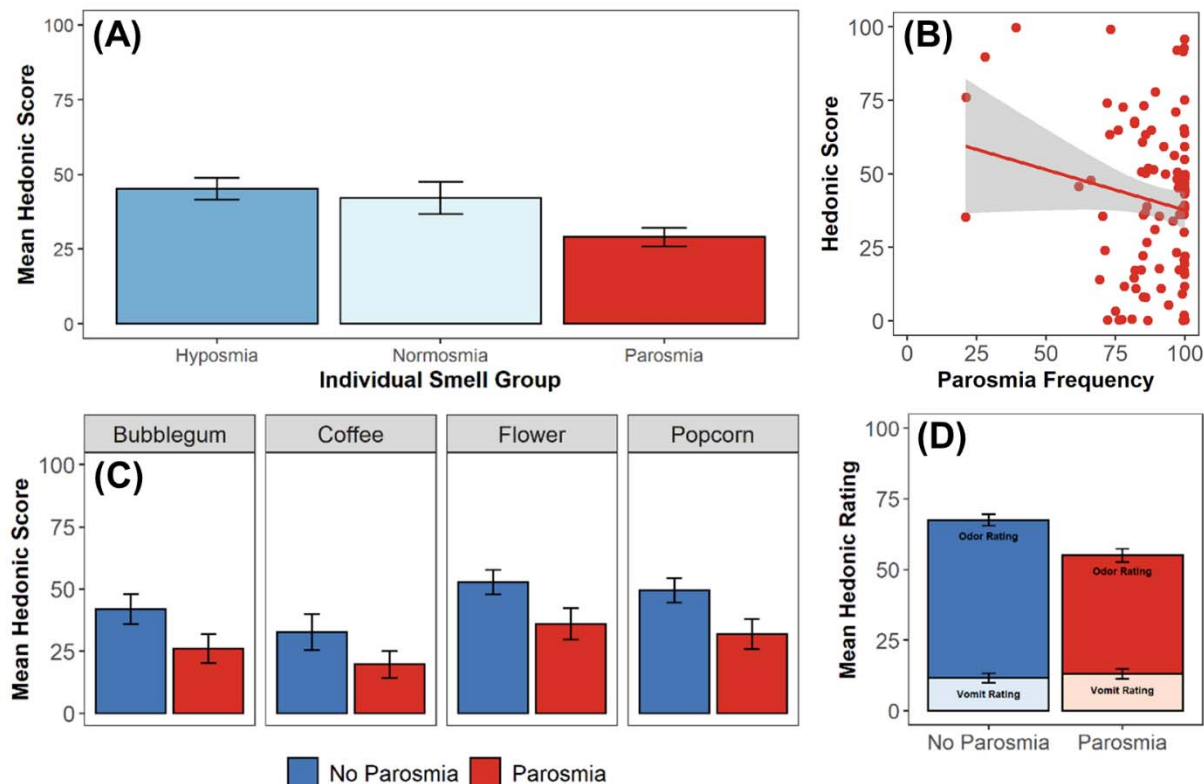 (A)
Mean Hedonic Score
100
75
50
25
0
Hyposmia
Normosmia
Parosmia
Individual Smell Group
(B)
Hedonic Score
100
75
50
25
0
0
25
50
75
100
Parosmia Frequency
(C)
Mean Hedonic Score
Bubblegum
Coffee
Flower
Popcorn
100
75
50
25
0
No Parosmia
Parosmia
(D)
Mean Hedonic Rating
100
75
50
25
0
Odor Rating
Odor Rating
Vomit Rating
Vomit Rating
No Parosmia
Parosmia